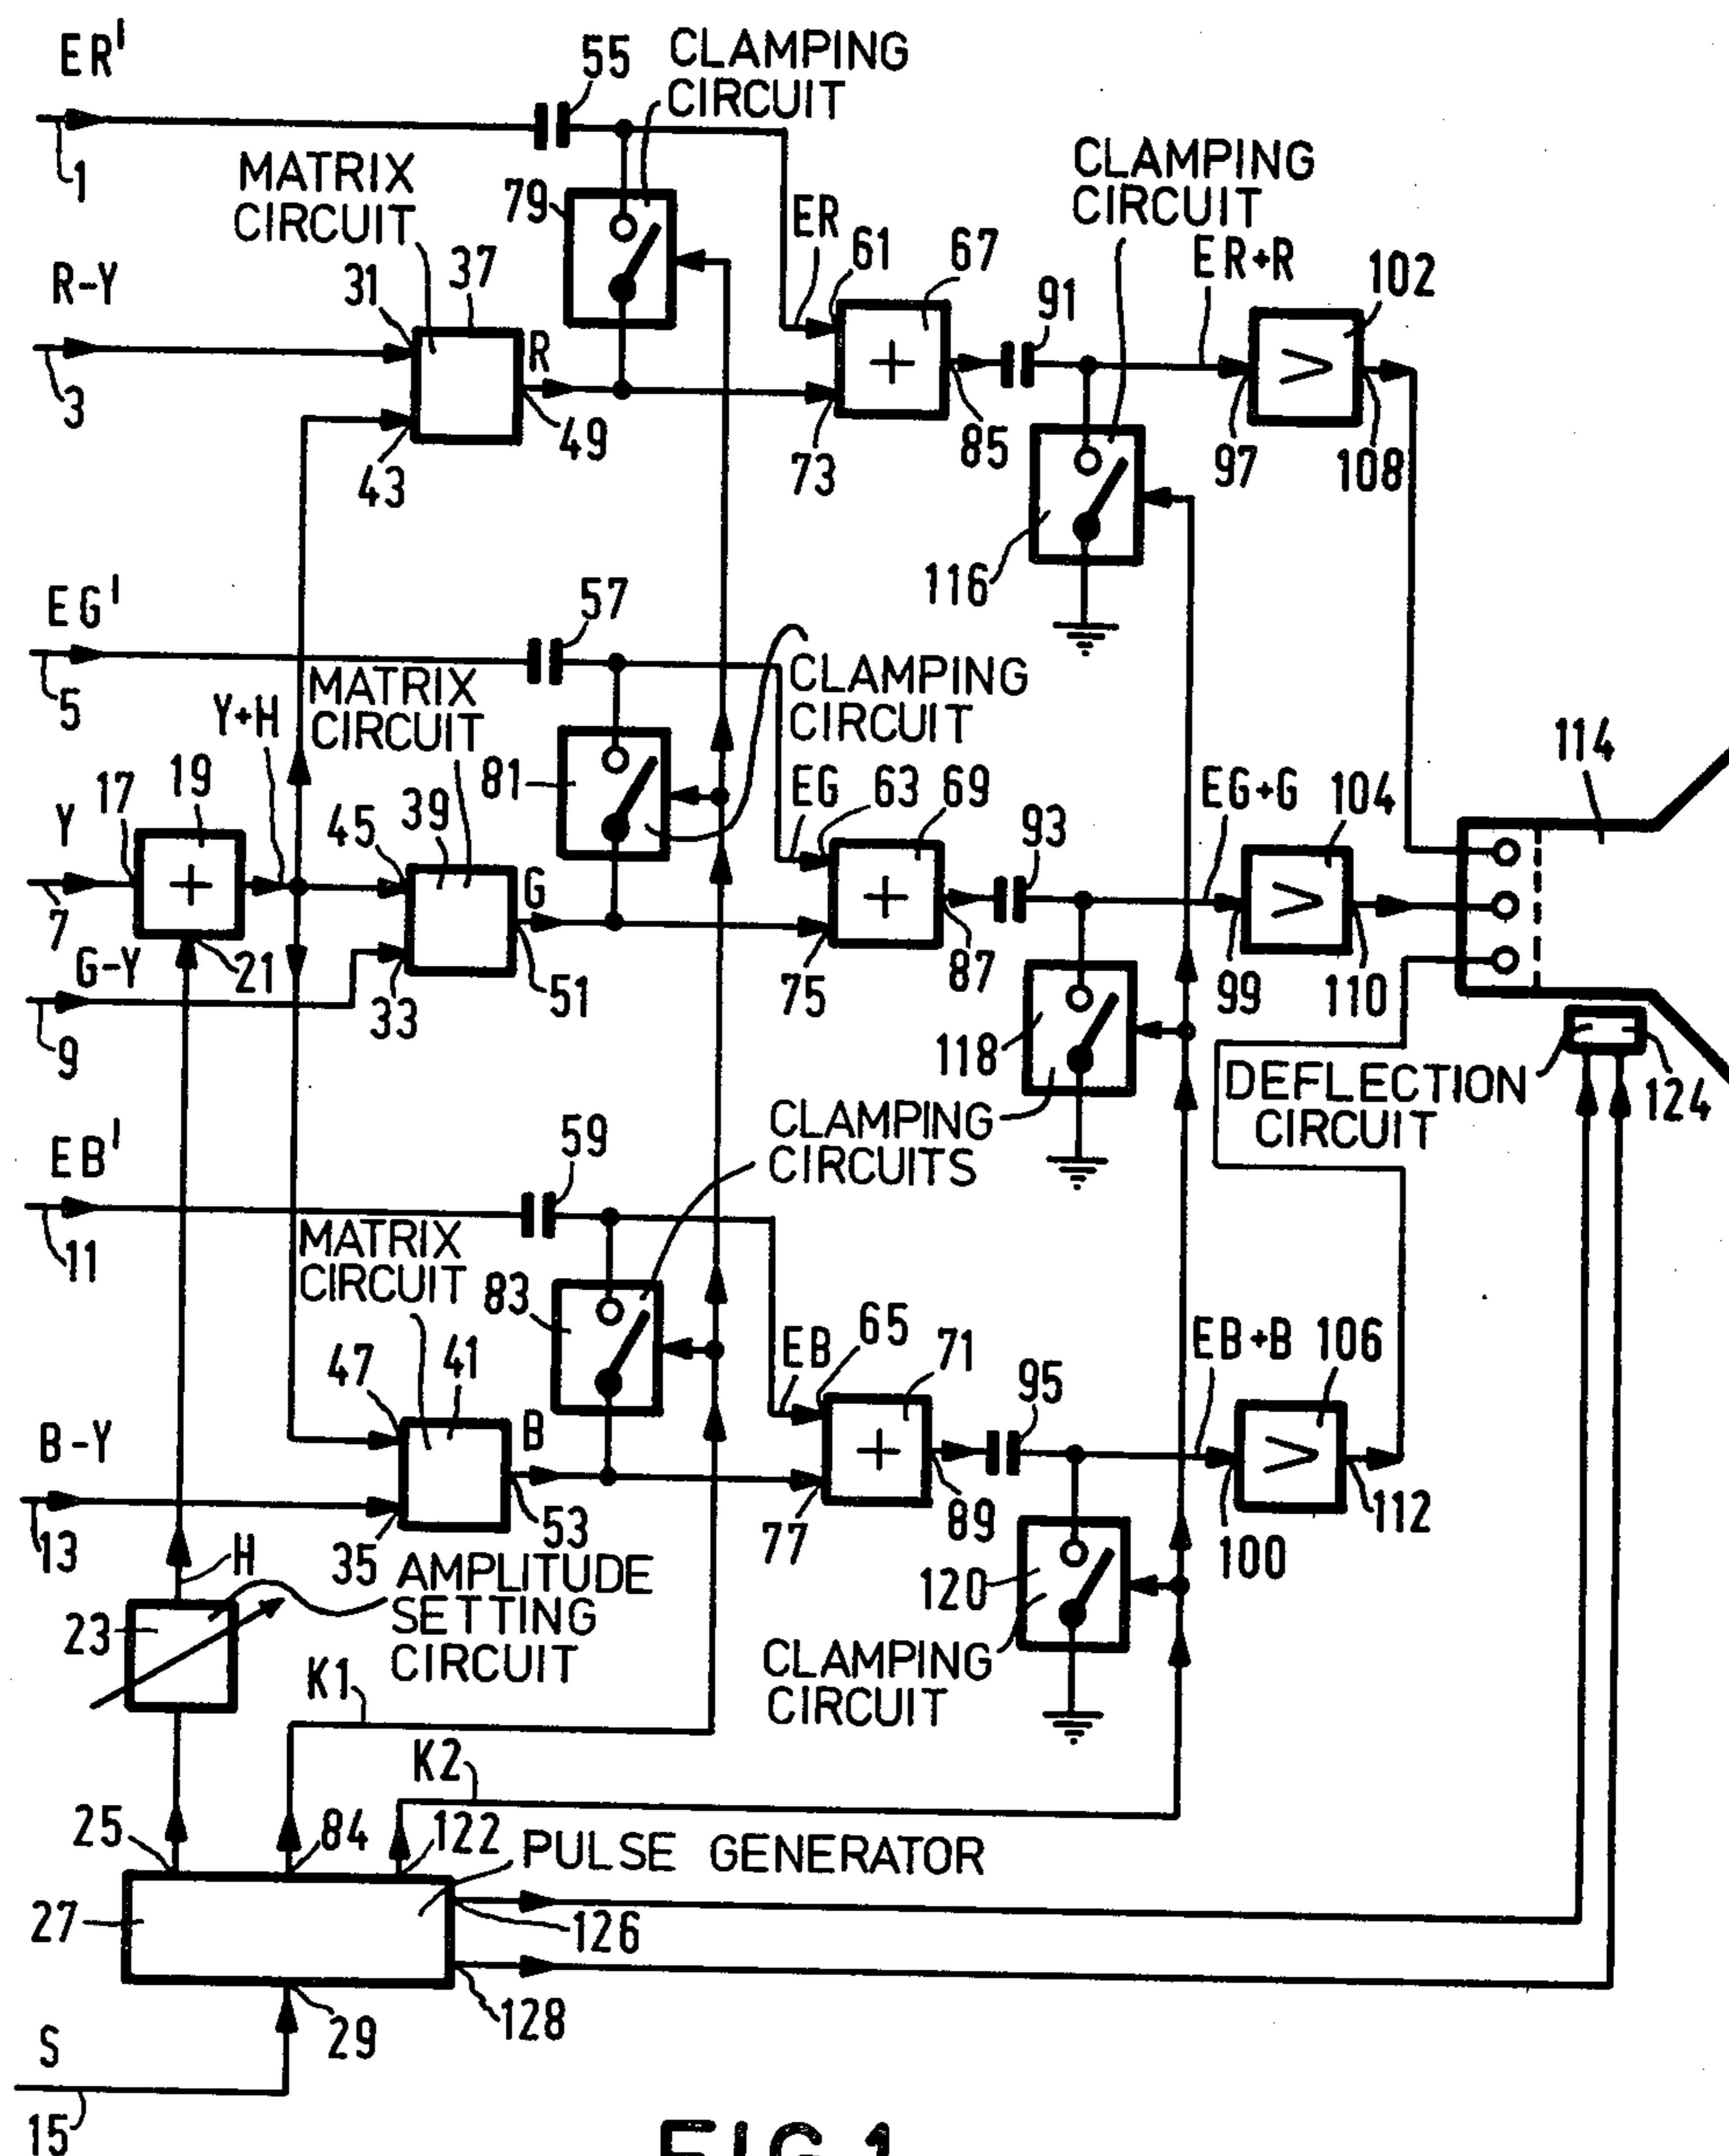 ER'
55
CLAMPING
CIRCUIT
1
MATRIX
CIRCUIT
79
CLAMPING
CIRCUIT
R-Y
31
37
ER
61
67
91
ER+R
102
3
R
+
>
43
49
73
85
97
108
116
EG'
57
5
MATRIX
CIRCUIT
CLAMPING
CIRCUIT
114
Y+H
81
Y
17
19
45
39
EG
63
69
93
EG+G
104
+
G
+
>
7
21
G-Y
33
51
75
87
99
110
9
118
DEFLECTION
CIRCUIT
124
EB'
59
CLAMPING
CIRCUITS
11
MATRIX
CIRCUIT
83
47
41
EB
65
71
95
EB+B
106
B-Y
B
+
>
13
35
53
77
89
100
112
H
AMPLITUDE
SETTING
CIRCUIT
120
23
CLAMPING
CIRCUIT
K1
K2
25
84
122
PULSE GENERATOR
27
126
29
128
S
15
FIG.1